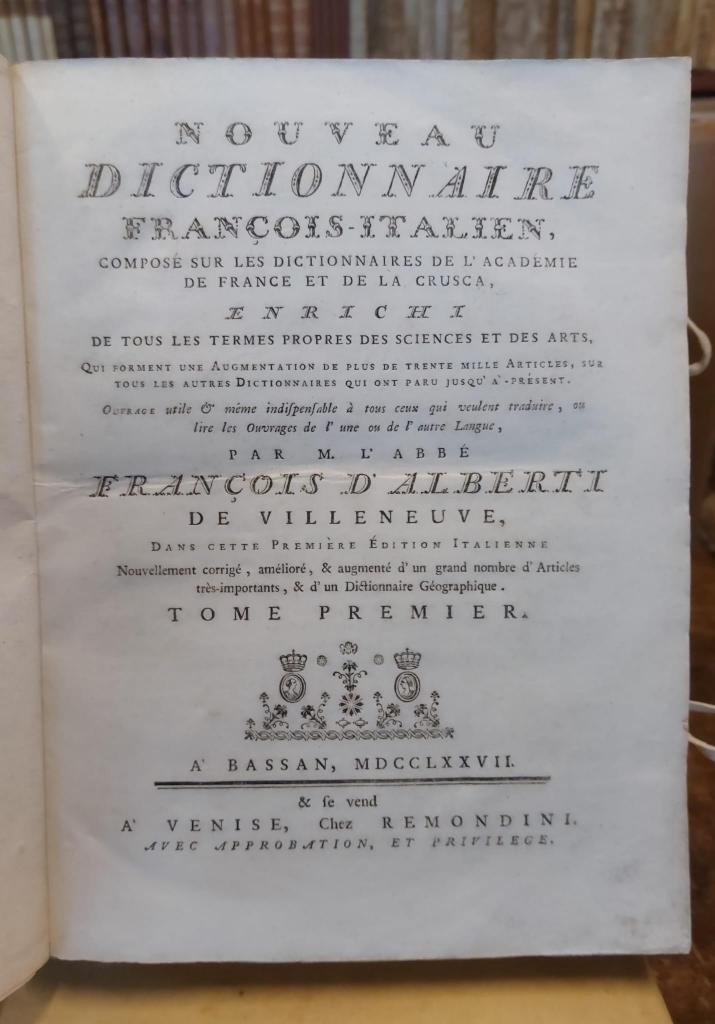 NOUVEAU
DICTIONNAIRE
FRANÇOIS-ITALIEN,
COMPOSÉ SUR LES DICTIONNAIRES DE L'ACADÉMIE
DE FRANCE ET DE LA CRUSCA,
ENRICHI
DE TOUS LES TERMES PROPRES DES SCIENCES ET DES ARTS,
QUI FORMENT UNE AUGMENTATION DE PLUS DE TRENTE MILLE ARTICLES, SUR
TOUS LES AUTRES DICTIONNAIRES QUI ONT PARU JUSQU' A'-PRÉSENT.
OUVRAGE utile & même indiſpenſable à tous ceux qui veulent traduire, ou
lire les Ouvrages de l' une ou de l' autre Langue,
PAR M. L'ABBÉ
FRANÇOIS D'ALBERTI
DE VILLENEUVE,
DANS CETTE PREMIÈRE ÉDITION ITALIENNE
Nouvellement corrigé, amélioré, & augmenté d' un grand nombre d' Articles
très-importants, & d' un Dictionnaire Géographique.
TOME PREMIER.
A' BASSAN, MDCCLXXVII.
& ſe vend
A' VENISE, Chez REMONDINI.
AVEC APPROBATION, ET PRIVILEGE.